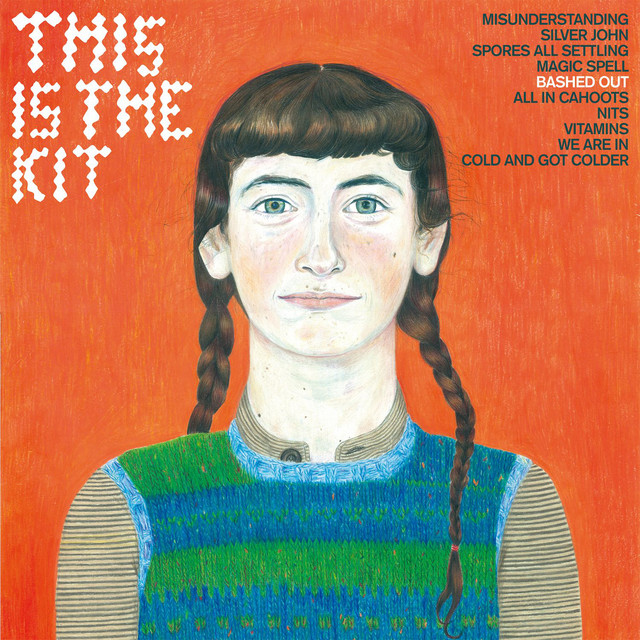 THIS
IS THE
KIT
MISUNDERSTANDING
SILVER JOHN
SPORES ALL SETTLING
MAGIC SPELL
BASHED OUT
ALL IN CAHOOTS
NITS
VITAMINS
WE ARE IN
COLD AND GOT COLDER